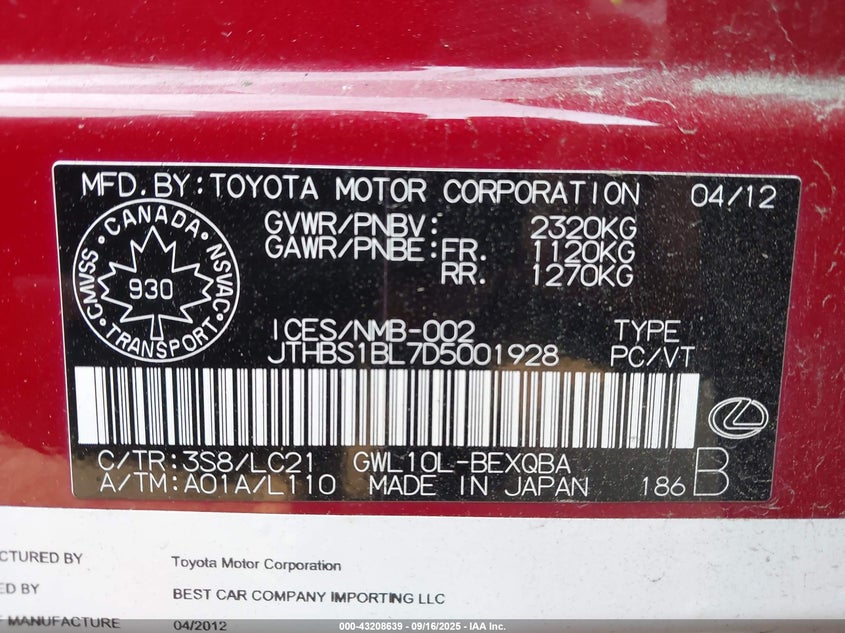 MFD.BY:TOYOTA MOTOR CORPORATION 04/12
GVWR/PNBV: 2320KG
GAWR/PNBE:FR. 1120KG
RR. 1270KG
CANADA
CMVSS NSVAC
930
TRANSPORT
ICES/NMB-002 TYPE
JTHBS1BL7D5001928 PC/VT
C/TR:3S8/LC21 GWL10L-BEXQBA
A/TM:A01A/L110 MADE IN JAPAN 186 B
ACTURED BY Toyota Motor Corporation
ED BY BEST CAR COMPANY IMPORTING LLC
F MANUFACTURE 04/2012
000-43208639 - 09/16/2025 - IAA Inc.